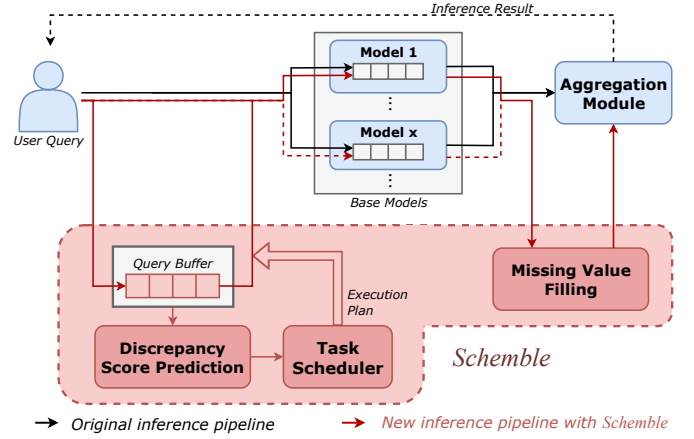 Inference Result
Model 1
...
Model x
...
Base Models
Aggregation
Module
User Query
Query Buffer
Execution
Plan
Missing Value
Filling
Discrepancy
Score Prediction
Task
Scheduler
Schemble
Original inference pipeline
New inference pipeline with Schemble